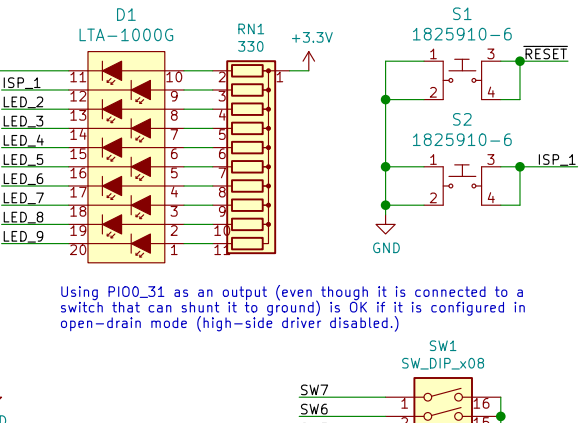 D1
LTA-1000G
RN1
330
+3.3V
S1
1825910-6
RESET
ISP_1
LED_2
LED_3
LED_4
LED_5
LED_6
LED_7
LED_8
LED_9
11 10 2 1
12 9 3
13 8 4
14 7 5
15 6 6
16 5 7
17 4 8
18 3 9
19 2 10
20 1 11
1 3
2 4
S2
1825910-6
1 3
2 4
ISP_1
GND
Using PIO0_31 as an output (even though it is connected to a
switch that can shunt it to ground) is OK if it is configured in
open-drain mode (high-side driver disabled.)
SW1
SW_DIP_x08
SW7
1 16
SW6